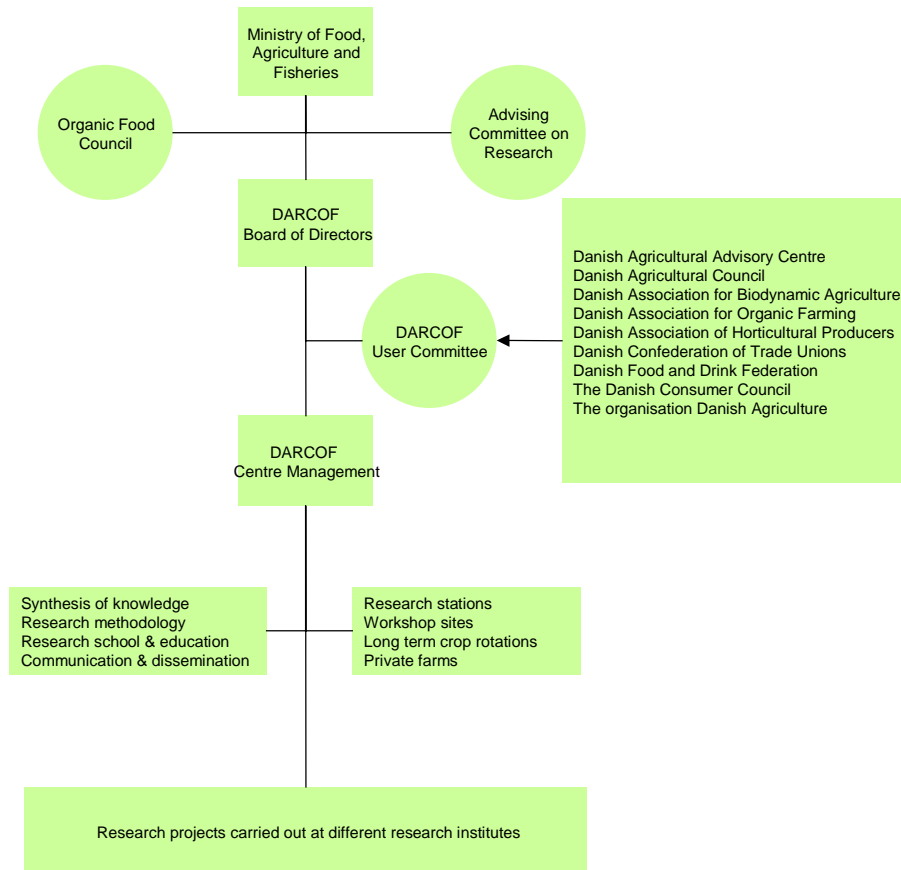 Ministry of Food,
Agriculture and
Fisheries
Organic Food
Council
Advising
Committee on
Research
DARCOF
Board of Directors
DARCOF
User Committee
Danish Agricultural Advisory Centre
Danish Agricultural Council
Danish Association for Biodynamic Agriculture
Danish Association for Organic Farming
Danish Association of Horticultural Producers
Danish Confederation of Trade Unions
Danish Food and Drink Federation
The Danish Consumer Council
The organisation Danish Agriculture
DARCOF
Centre Management
Synthesis of knowledge
Research methodology
Research school & education
Communication & dissemination
Research stations
Workshop sites
Long term crop rotations
Private farms
Research projects carried out at different research institutes